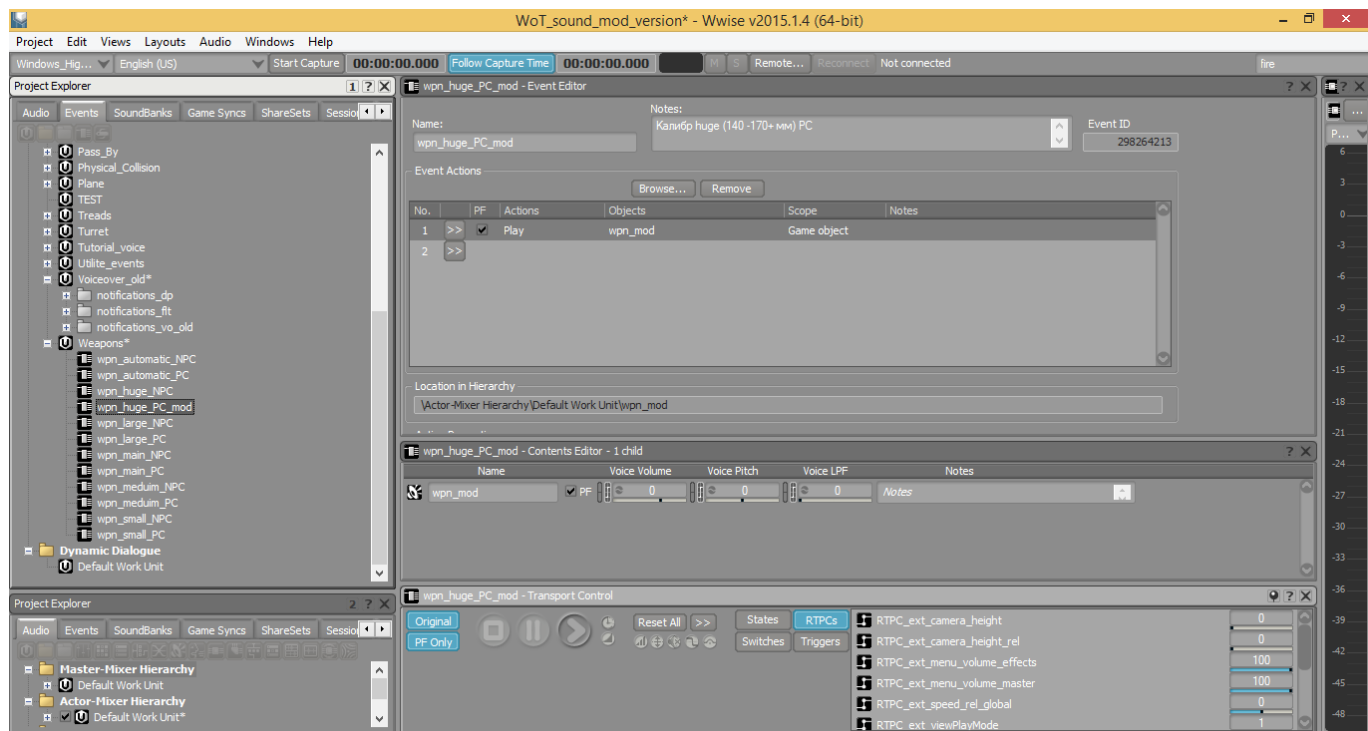 WoT_sound_mod_version* - Wwise v2015.1.4 (64-bit)
Project Edit Views Layouts Audio Windows Help
Windows_Hig... English (US) Start Capture 00:00:00.000 Follow Capture Time 00:00:00.000 M S Remote... Reconnect Not connected fire
Project Explorer 1 ? X
Audio Events SoundBanks Game Syncs ShareSets Session
Pass_By
Physical_Collision
Plane
TEST
Treads
Turret
Tutorial_voice
Utilite_events
Voiceover_old*
notifications_dp
notifications_flt
notifications_vo_old
Weapons*
wpn_automatic_NPC
wpn_automatic_PC
wpn_huge_NPC
wpn_huge_PC_mod
wpn_large_NPC
wpn_large_PC
wpn_main_NPC
wpn_main_PC
wpn_meduim_NPC
wpn_meduim_PC
wpn_small_NPC
wpn_small_PC
Dynamic Dialogue
Default Work Unit
Project Explorer 2 ? X
Audio Events SoundBanks Game Syncs ShareSets Session
Master-Mixer Hierarchy
Default Work Unit
Actor-Mixer Hierarchy
Default Work Unit*
wpn_huge_PC_mod - Event Editor ? X
Name:
wpn_huge_PC_mod
Notes:
Калибр huge (140 -170+ мм) PC
Event ID
298264213
Event Actions
Browse... Remove
No. PF Actions Objects Scope Notes
1 >> Play wpn_mod Game object
2 >>
Location in Hierarchy
\Actor-Mixer Hierarchy\Default Work Unit\wpn_mod
wpn_huge_PC_mod - Contents Editor - 1 child ? X
Name Voice Volume Voice Pitch Voice LPF Notes
wpn_mod PF 0 0 0 Notes
wpn_huge_PC_mod - Transport Control ? X
Original Reset All >> States RTPCs
PF Only Switches Triggers
RTPC_ext_camera_height 0
RTPC_ext_camera_height_rel 0
RTPC_ext_menu_volume_effects 100
RTPC_ext_menu_volume_master 100
RTPC_ext_speed_rel_global 0
RTPC_ext_viewPlayMode 1
? X
...
P...
6
3
0
-3
-6
-9
-12
-15
-18
-21
-24
-27
-30
-33
-36
-39
-42
-45
-48